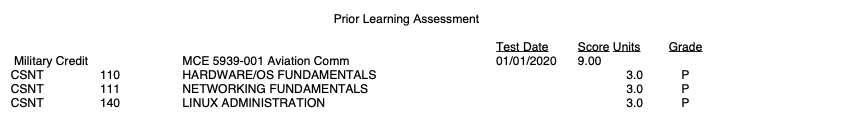 Prior Learning Assessment
Test Date Score Units Grade
Military Credit MCE 5939-001 Aviation Comm 01/01/2020 9.00
CSNT 110 HARDWARE/OS FUNDAMENTALS 3.0 P
CSNT 111 NETWORKING FUNDAMENTALS 3.0 P
CSNT 140 LINUX ADMINISTRATION 3.0 P